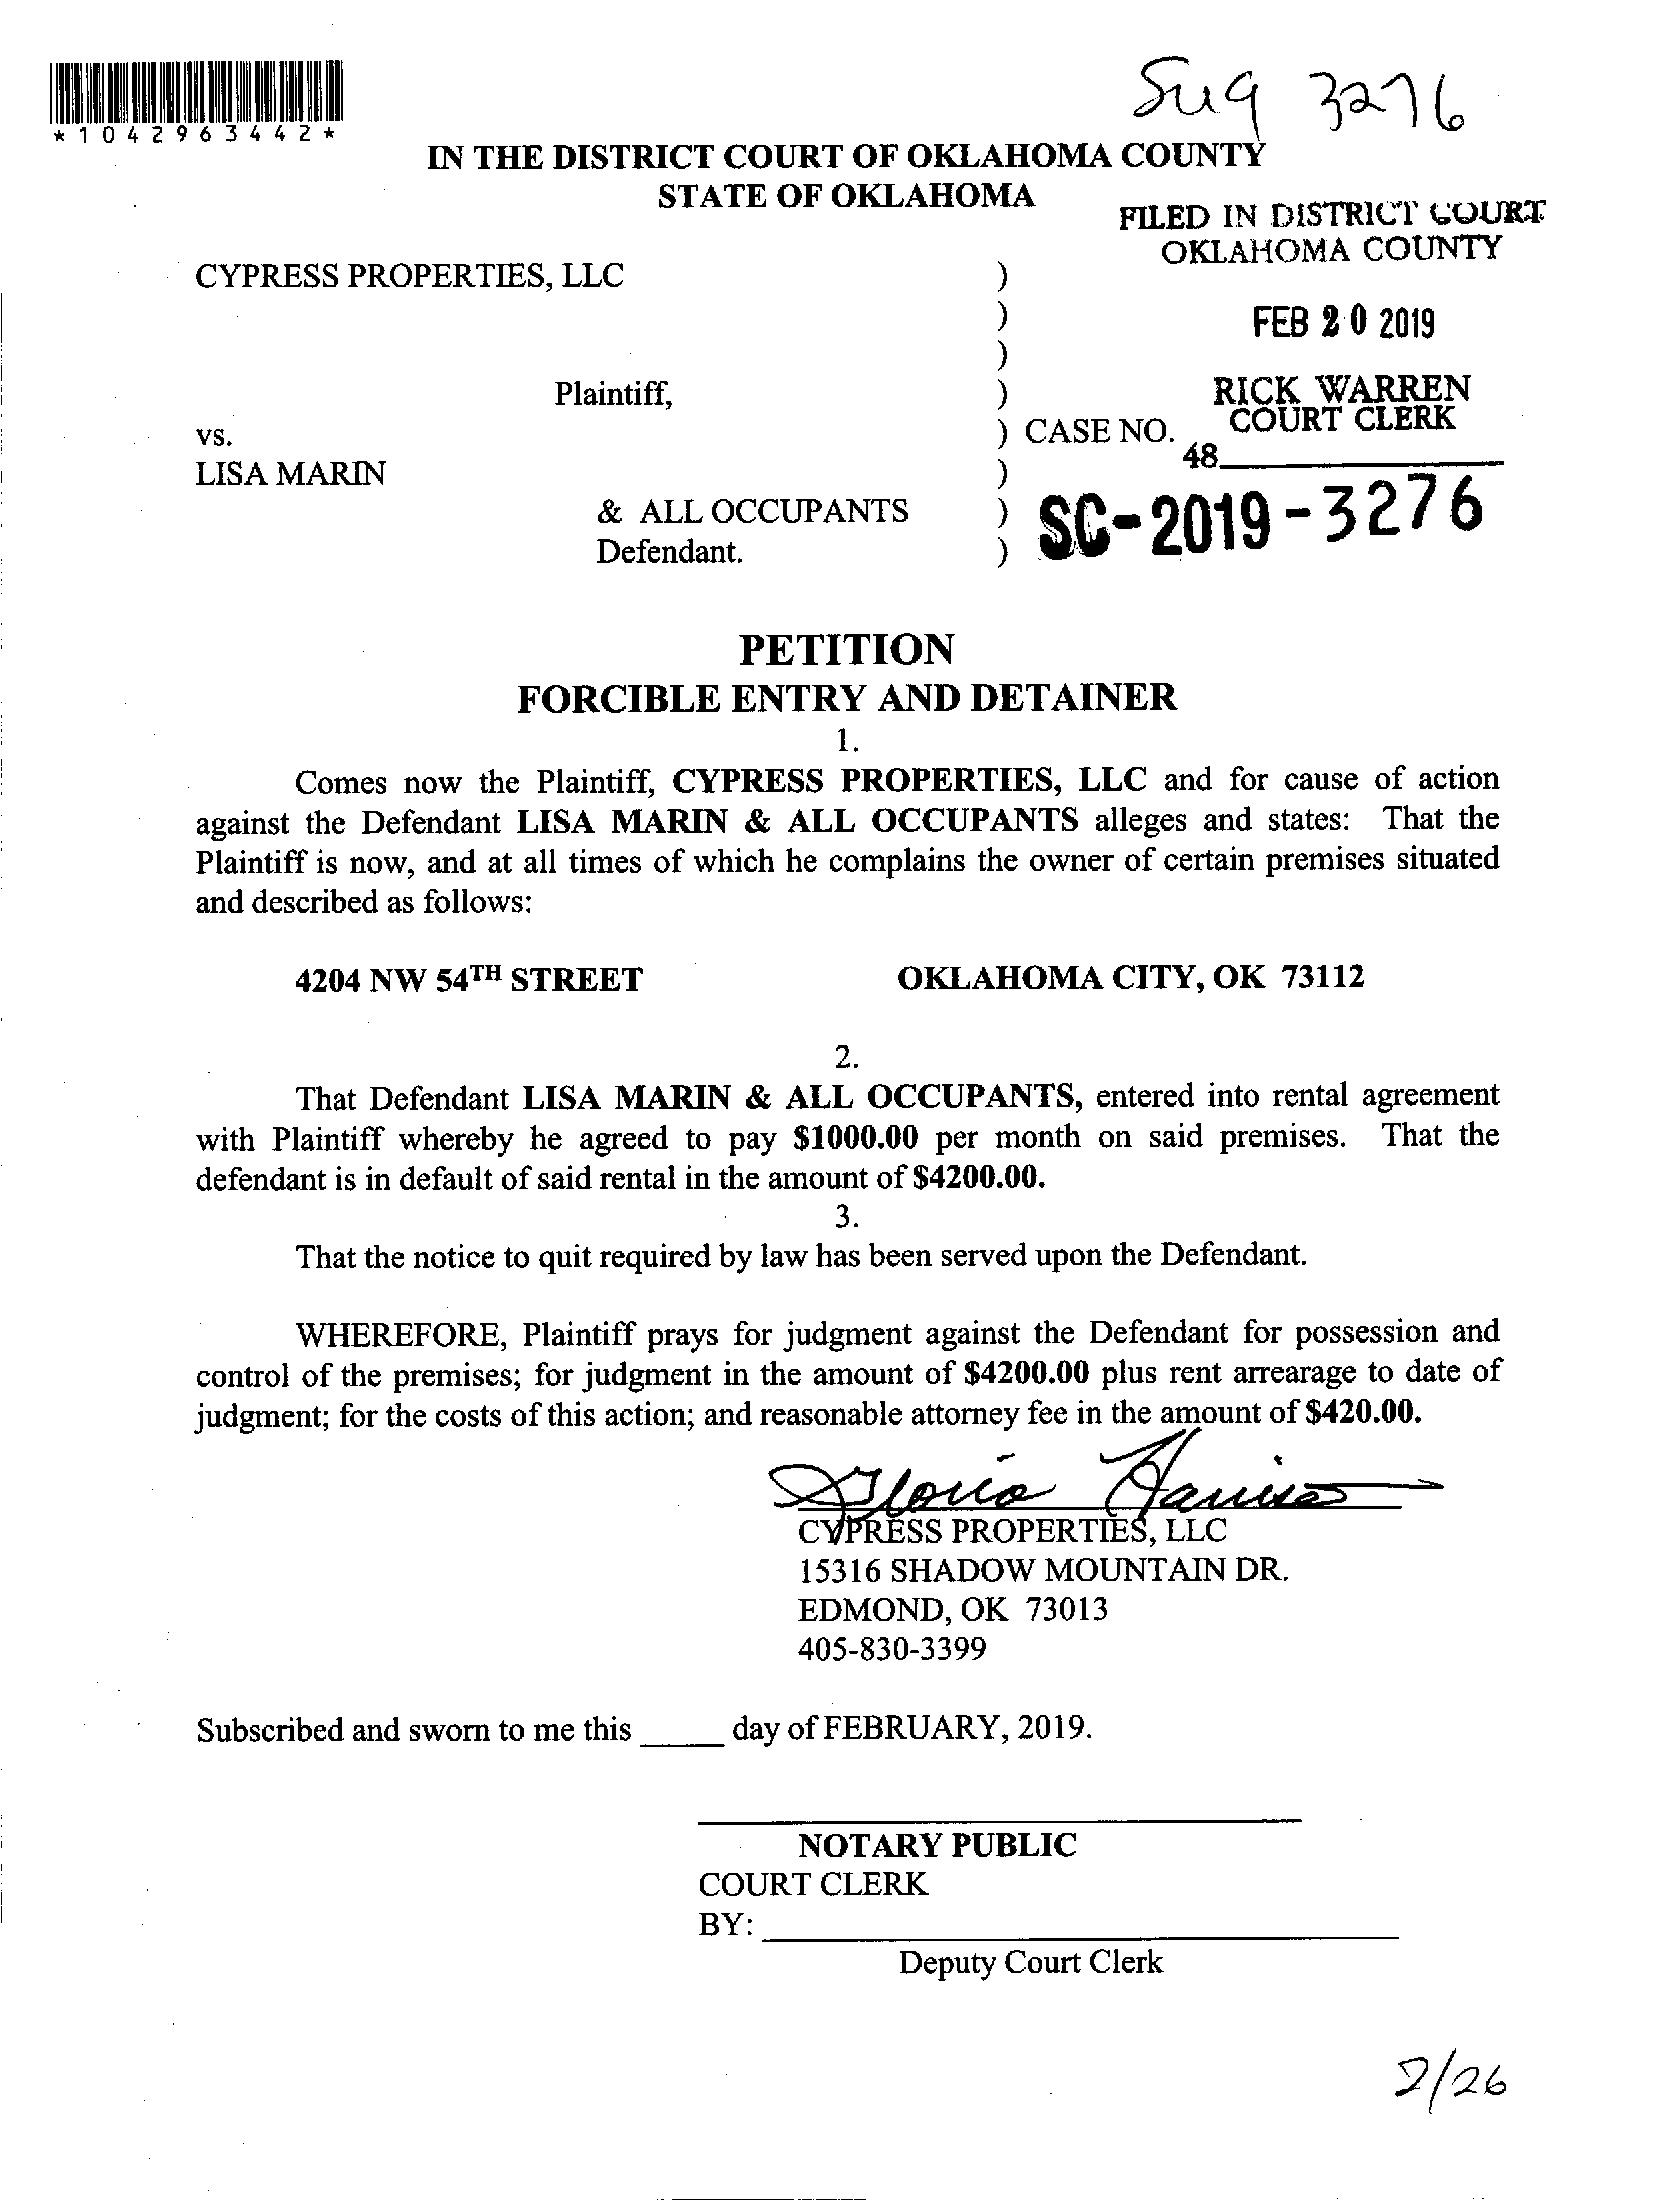 Su9 3276
*1042963442*
IN THE DISTRICT COURT OF OKLAHOMA COUNTY
STATE OF OKLAHOMA
FILED IN DISTRICT COURT
OKLAHOMA COUNTY
CYPRESS PROPERTIES, LLC )
)
FEB 20 2019
)
Plaintiff, )
RICK WARREN
COURT CLERK
vs. ) CASE NO.
48
LISA MARIN )
& ALL OCCUPANTS )
SC-2019-3276
Defendant. )
PETITION
FORCIBLE ENTRY AND DETAINER
1.
Comes now the Plaintiff, CYPRESS PROPERTIES, LLC and for cause of action
against the Defendant LISA MARIN & ALL OCCUPANTS alleges and states: That the
Plaintiff is now, and at all times of which he complains the owner of certain premises situated
and described as follows:
4204 NW 54TH STREET OKLAHOMA CITY, OK 73112
2.
That Defendant LISA MARIN & ALL OCCUPANTS, entered into rental agreement
with Plaintiff whereby he agreed to pay $1000.00 per month on said premises. That the
defendant is in default of said rental in the amount of $4200.00.
3.
That the notice to quit required by law has been served upon the Defendant.
WHEREFORE, Plaintiff prays for judgment against the Defendant for possession and
control of the premises; for judgment in the amount of $4200.00 plus rent arrearage to date of
judgment; for the costs of this action; and reasonable attorney fee in the amount of $420.00.
Gloria Harrison
CYPRESS PROPERTIES, LLC
15316 SHADOW MOUNTAIN DR.
EDMOND, OK 73013
405-830-3399
Subscribed and sworn to me this _____ day of FEBRUARY, 2019.
NOTARY PUBLIC
COURT CLERK
BY:
Deputy Court Clerk
2/26